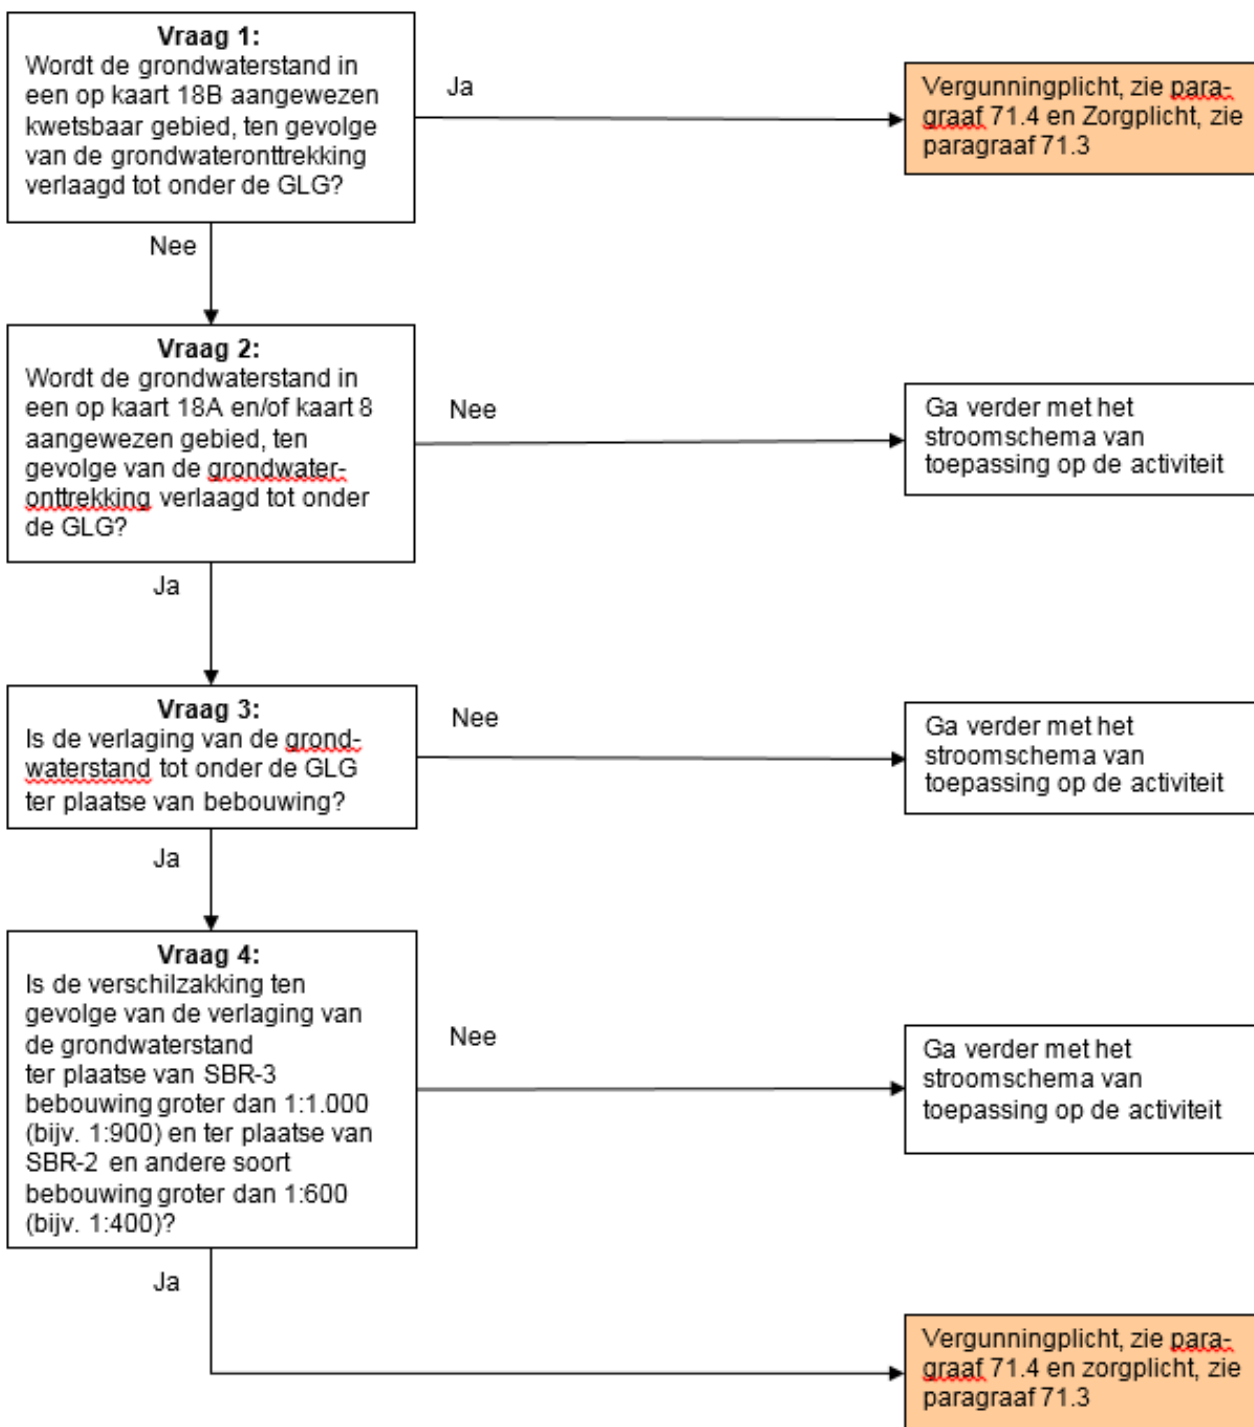 Vraag 1:
Wordt de grondwaterstand in
een op kaart 18B aangewezen
kwetsbaar gebied, ten gevolge
van de grondwateronttrekking
verlaagd tot onder de GLG?
Ja
Vergunningplicht, zie para-
graaf 71.4 en Zorgplicht, zie
paragraaf 71.3
Nee
Vraag 2:
Wordt de grondwaterstand in
een op kaart 18A en/of kaart 8
aangewezen gebied, ten
gevolge van de grondwater-
onttrekking verlaagd tot onder
de GLG?
Nee
Ga verder met het
stroomschema van
toepassing op de activiteit
Ja
Vraag 3:
Is de verlaging van de grond-
waterstand tot onder de GLG
ter plaatse van bebouwing?
Nee
Ga verder met het
stroomschema van
toepassing op de activiteit
Ja
Vraag 4:
Is de verschilzakking ten
gevolge van de verlaging van
de grondwaterstand
ter plaatse van SBR-3
bebouwing groter dan 1:1.000
(bijv. 1:900) en ter plaatse van
SBR-2 en andere soort
bebouwing groter dan 1:600
(bijv. 1:400)?
Nee
Ga verder met het
stroomschema van
toepassing op de activiteit
Ja
Vergunningplicht, zie para-
graaf 71.4 en zorgplicht, zie
paragraaf 71.3